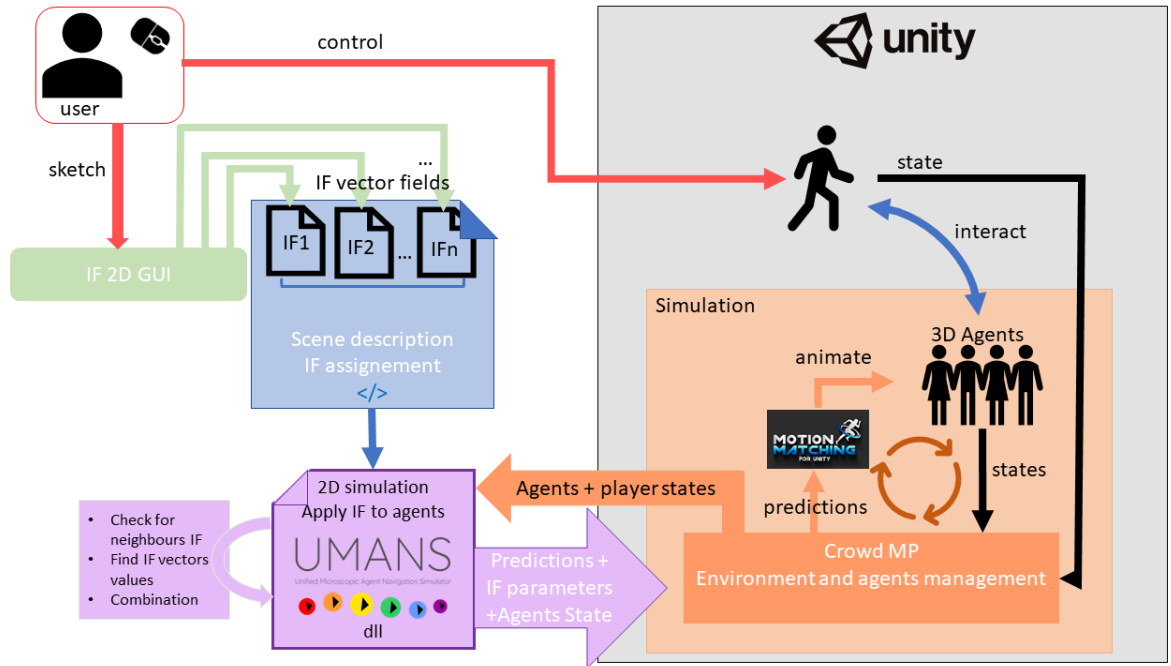 user
control
unity
sketch
...
IF vector fields
IF1
IF2
...
IFn
IF 2D GUI
Scene description
IF assignement
</>
state
interact
Simulation
3D Agents
animate
MOTION
MATCHING
FOR UNITY
states
predictions
Agents + player states
Crowd MP
Environment and agents management
• Check for
neighbours IF
• Find IF vectors
values
• Combination
2D simulation
Apply IF to agents
UMANS
Unified Microscopic Agent Navigation Simulator
dll
Predictions +
IF parameters
+Agents State